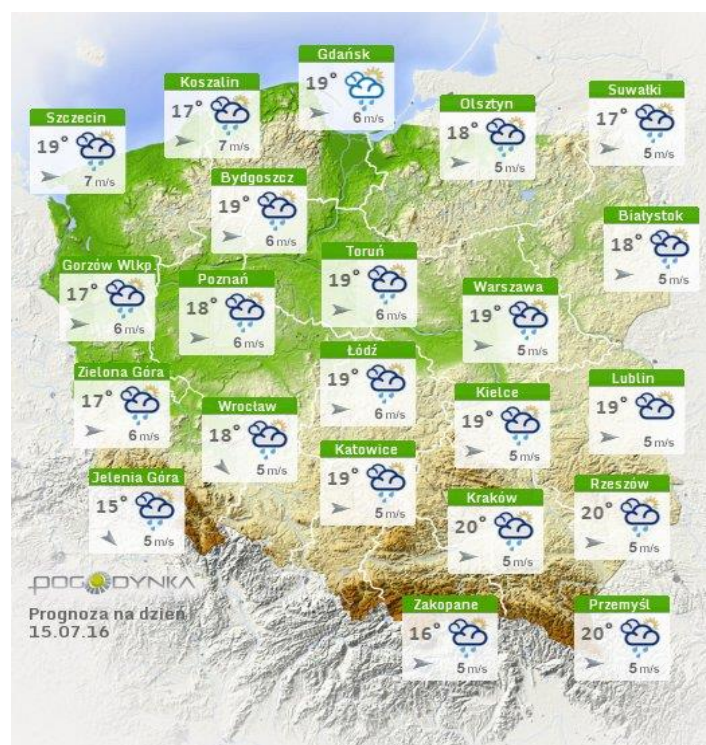 Gdańsk
19°
6 m/s
Koszalin
17°
7 m/s
Suwałki
17°
5 m/s
Olsztyn
18°
5 m/s
Szczecin
19°
7 m/s
Bydgoszcz
19°
6 m/s
Białystok
18°
5 m/s
Toruń
19°
6 m/s
Gorzów Wlkp
17°
6 m/s
Poznań
18°
6 m/s
Warszawa
19°
5 m/s
Łódź
19°
6 m/s
Zielona Góra
17°
6 m/s
Lublin
19°
5 m/s
Kielce
19°
5 m/s
Wrocław
18°
5 m/s
Katowice
19°
5 m/s
Jelenia Góra
15°
5 m/s
Rzeszów
20°
5 m/s
Kraków
20°
5 m/s
POGODYNKA
Prognoza na dzień
15.07.16
Zakopane
16°
5 m/s
Przemyśl
20°
5 m/s